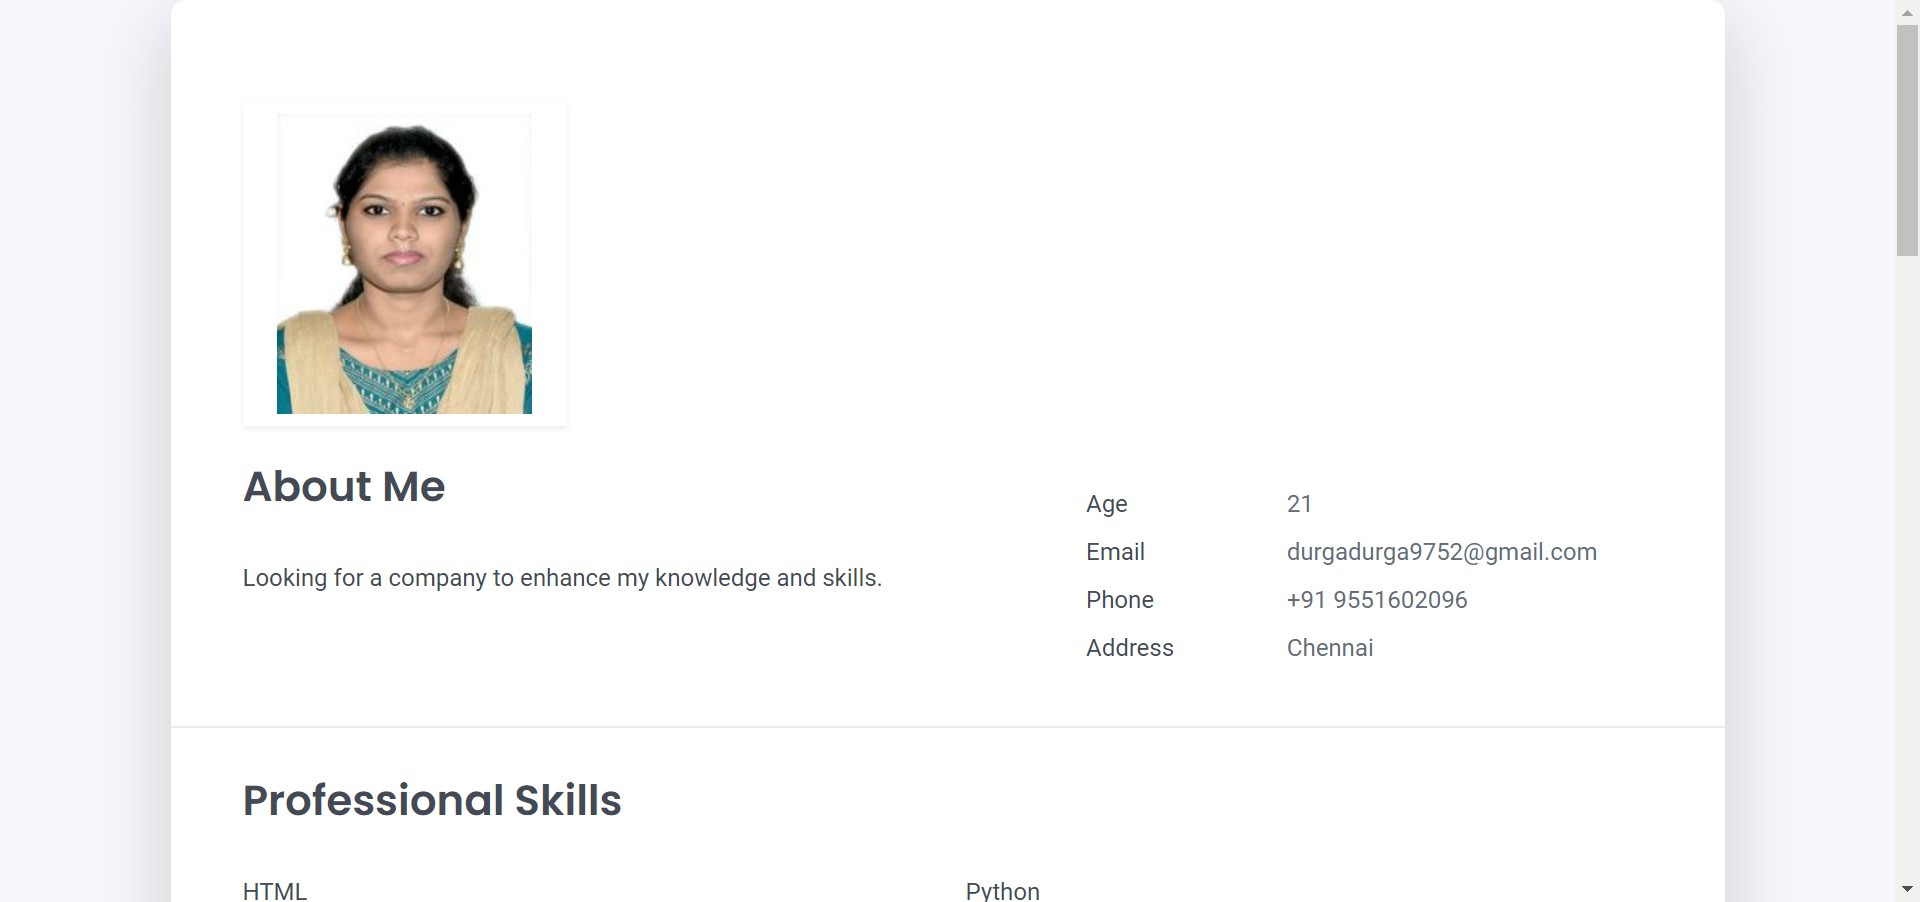 About Me
Looking for a company to enhance my knowledge and skills.
Age 21
Email durgadurga9752@gmail.com
Phone +91 9551602096
Address Chennai
Professional Skills
HTML Python